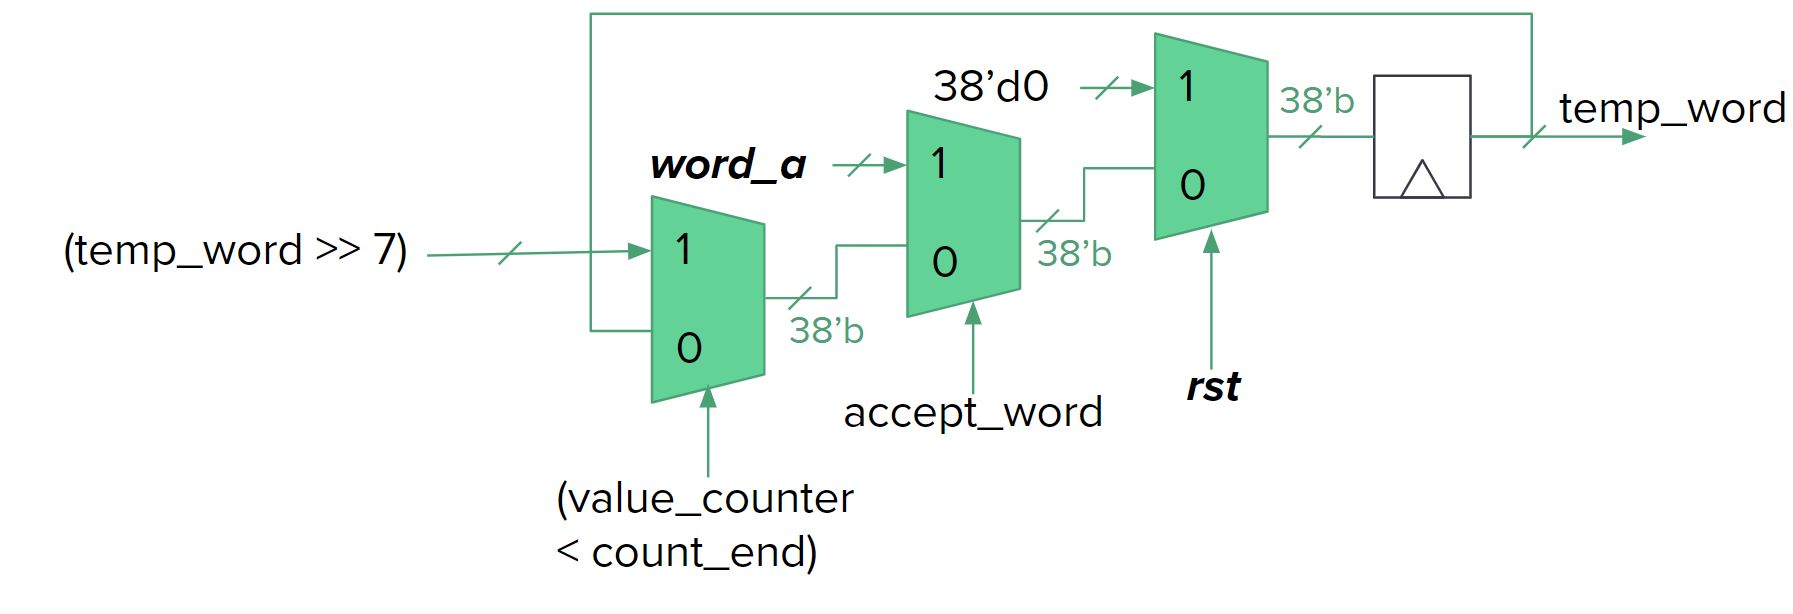 38’d0
1
38’b
temp_word
word_a
1
0
(temp_word >> 7)
1
0
38’b
38’b
0
rst
accept_word
(value_counter
< count_end)